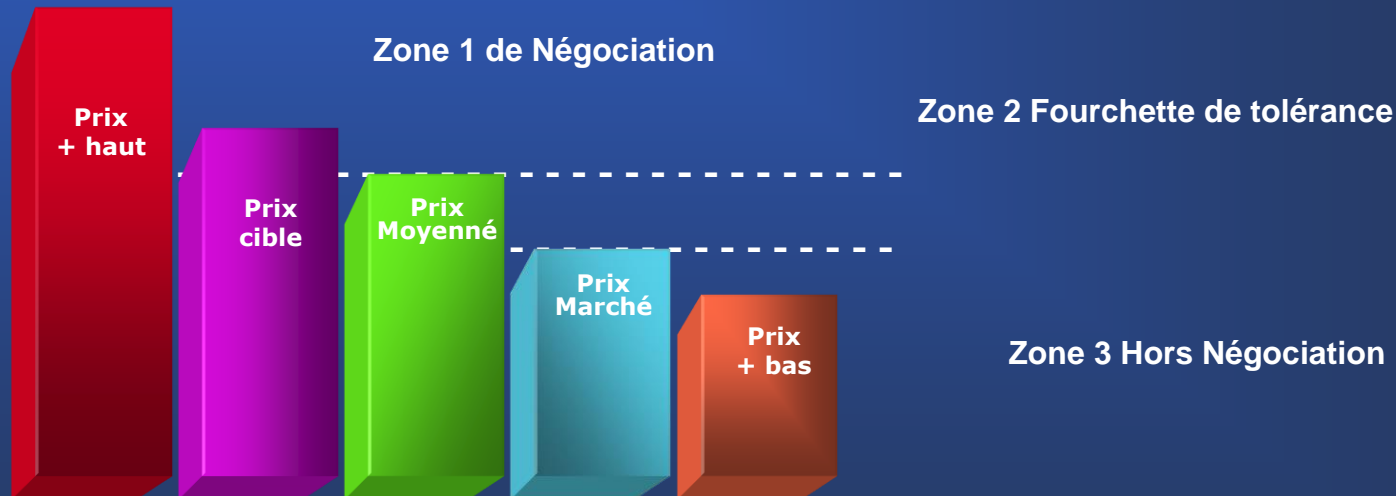 Zone 1 de Négociation
Zone 2 Fourchette de tolérance
Prix
+ haut
Prix
cible
Prix
Moyenné
Prix
Marché
Prix
+ bas
Zone 3 Hors Négociation